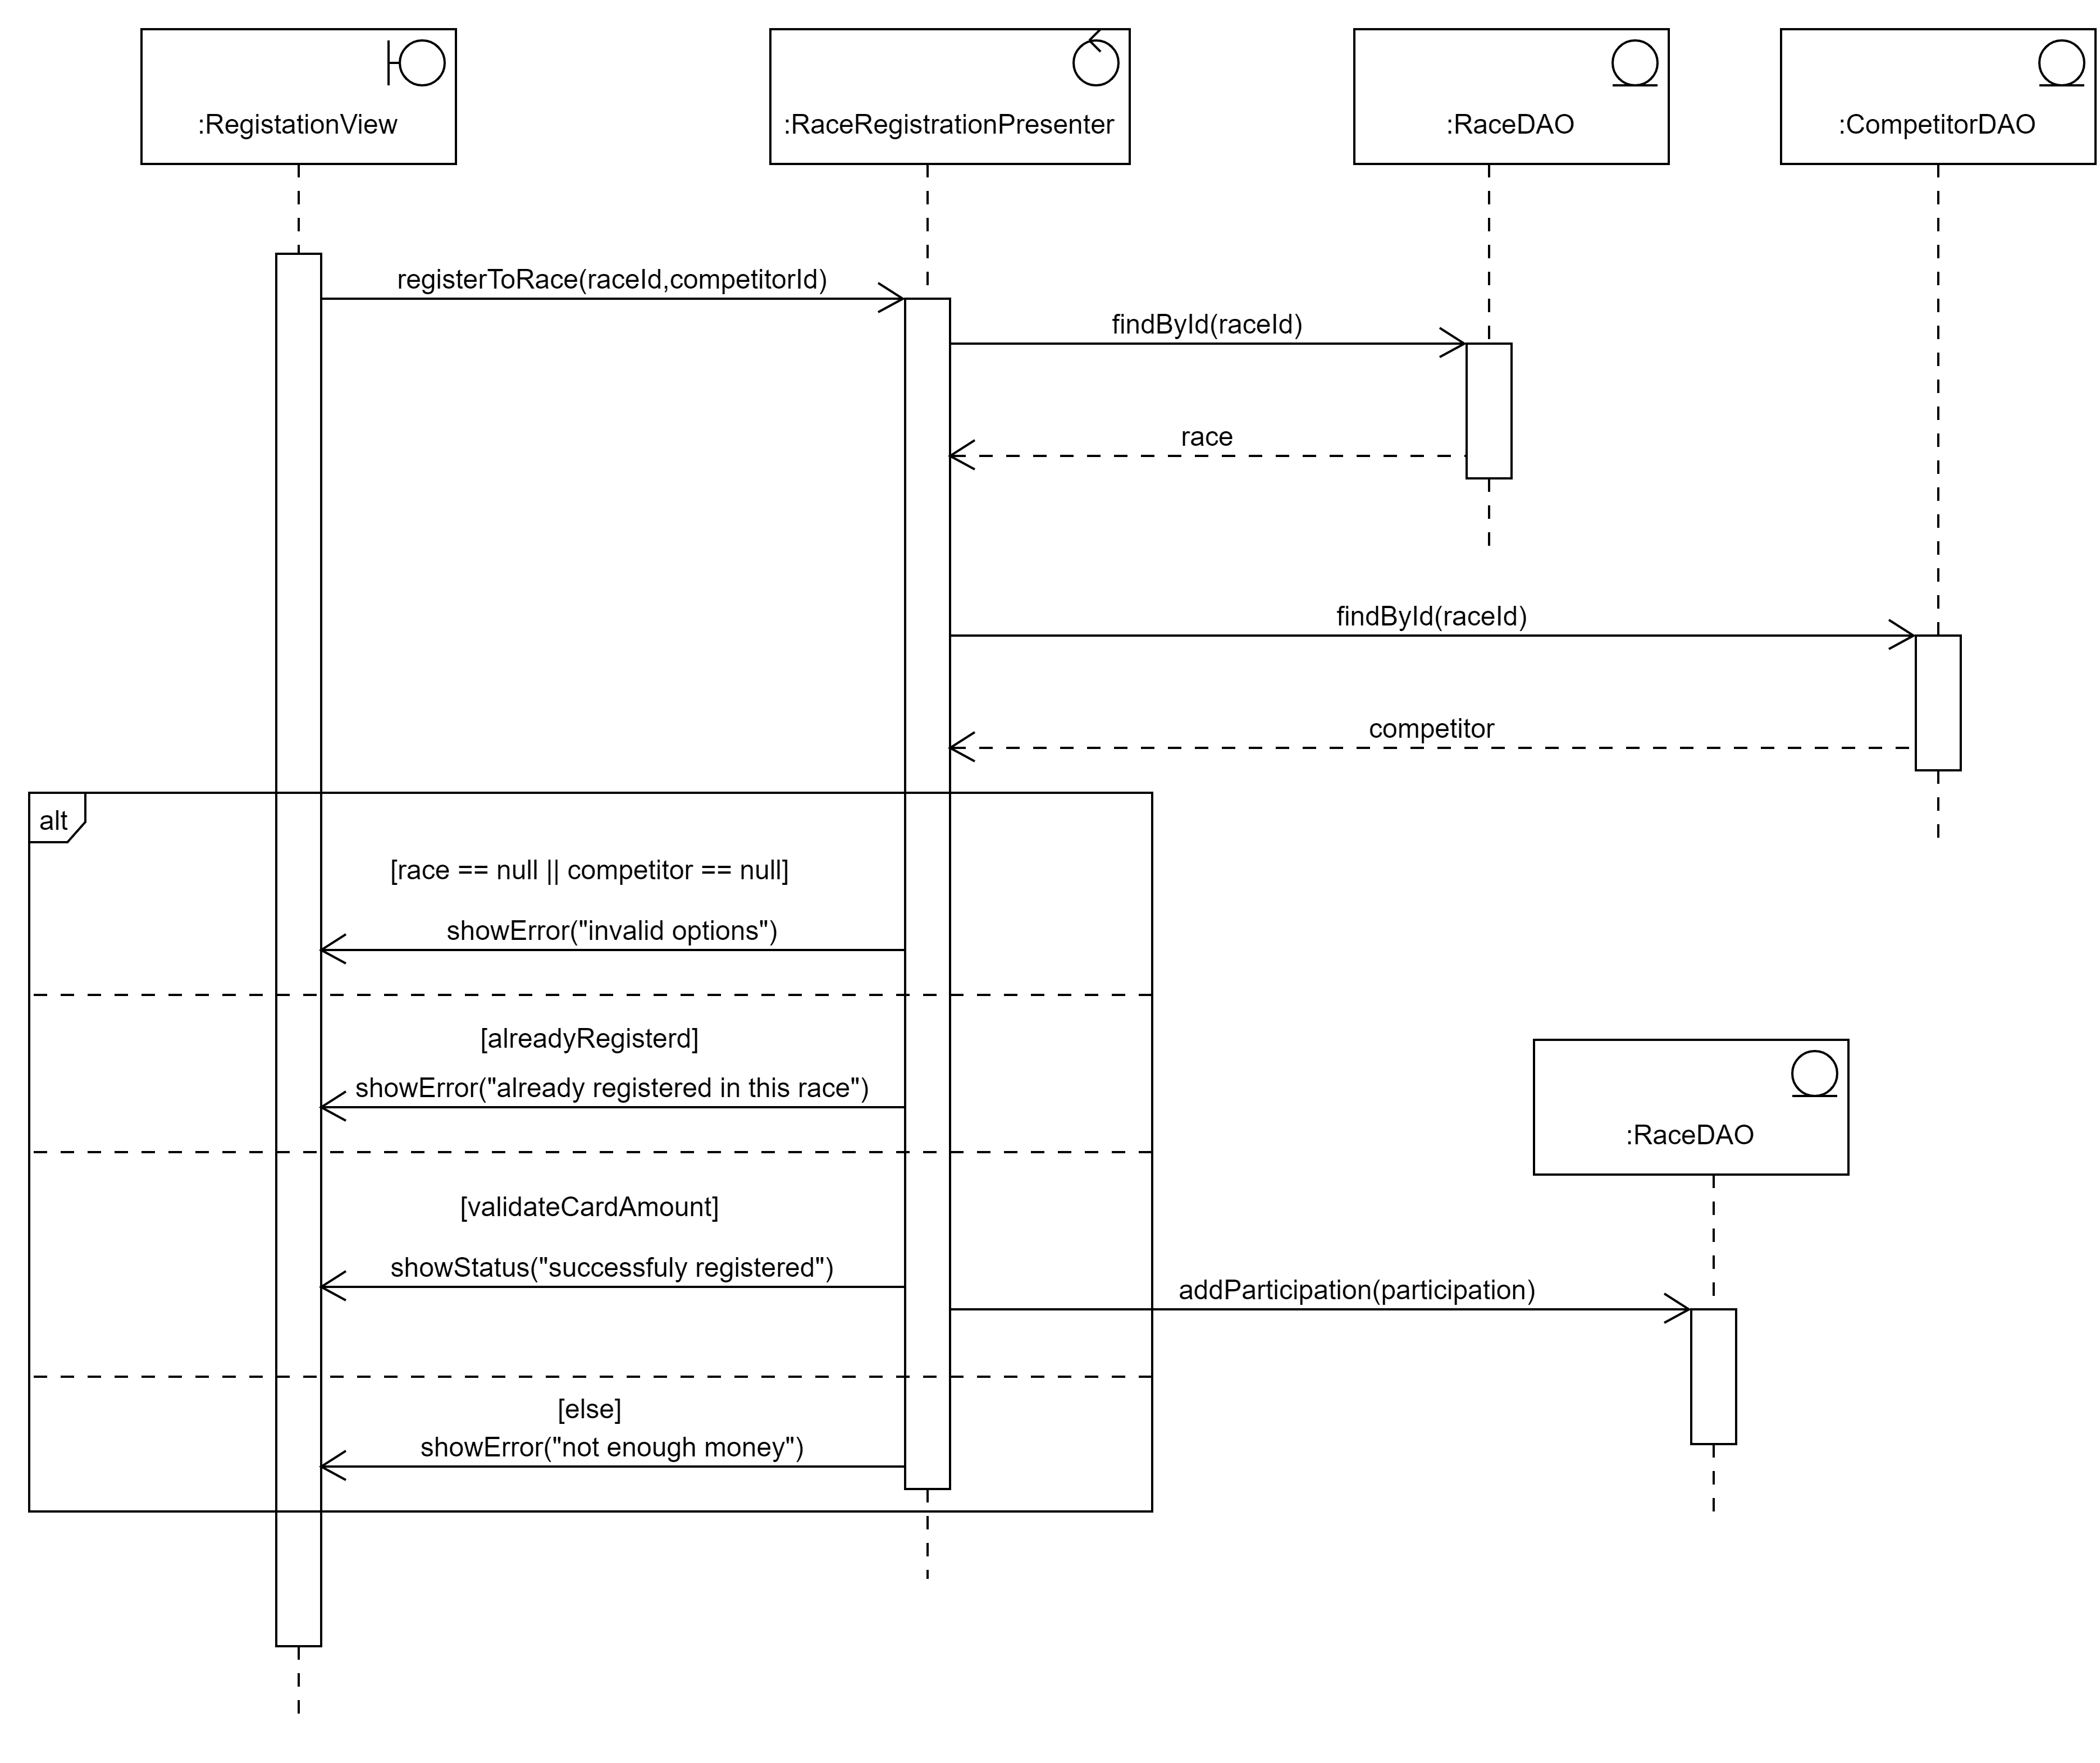 :RegistationView
:RaceRegistrationPresenter
:RaceDAO
:CompetitorDAO
registerToRace(raceId,competitorId)
findById(raceId)
race
findById(raceId)
competitor
alt
[race == null || competitor == null]
showError("invalid options")
[alreadyRegisterd]
showError("already registered in this race")
:RaceDAO
[validateCardAmount]
showStatus("successfuly registered")
addParticipation(participation)
[else]
showError("not enough money")